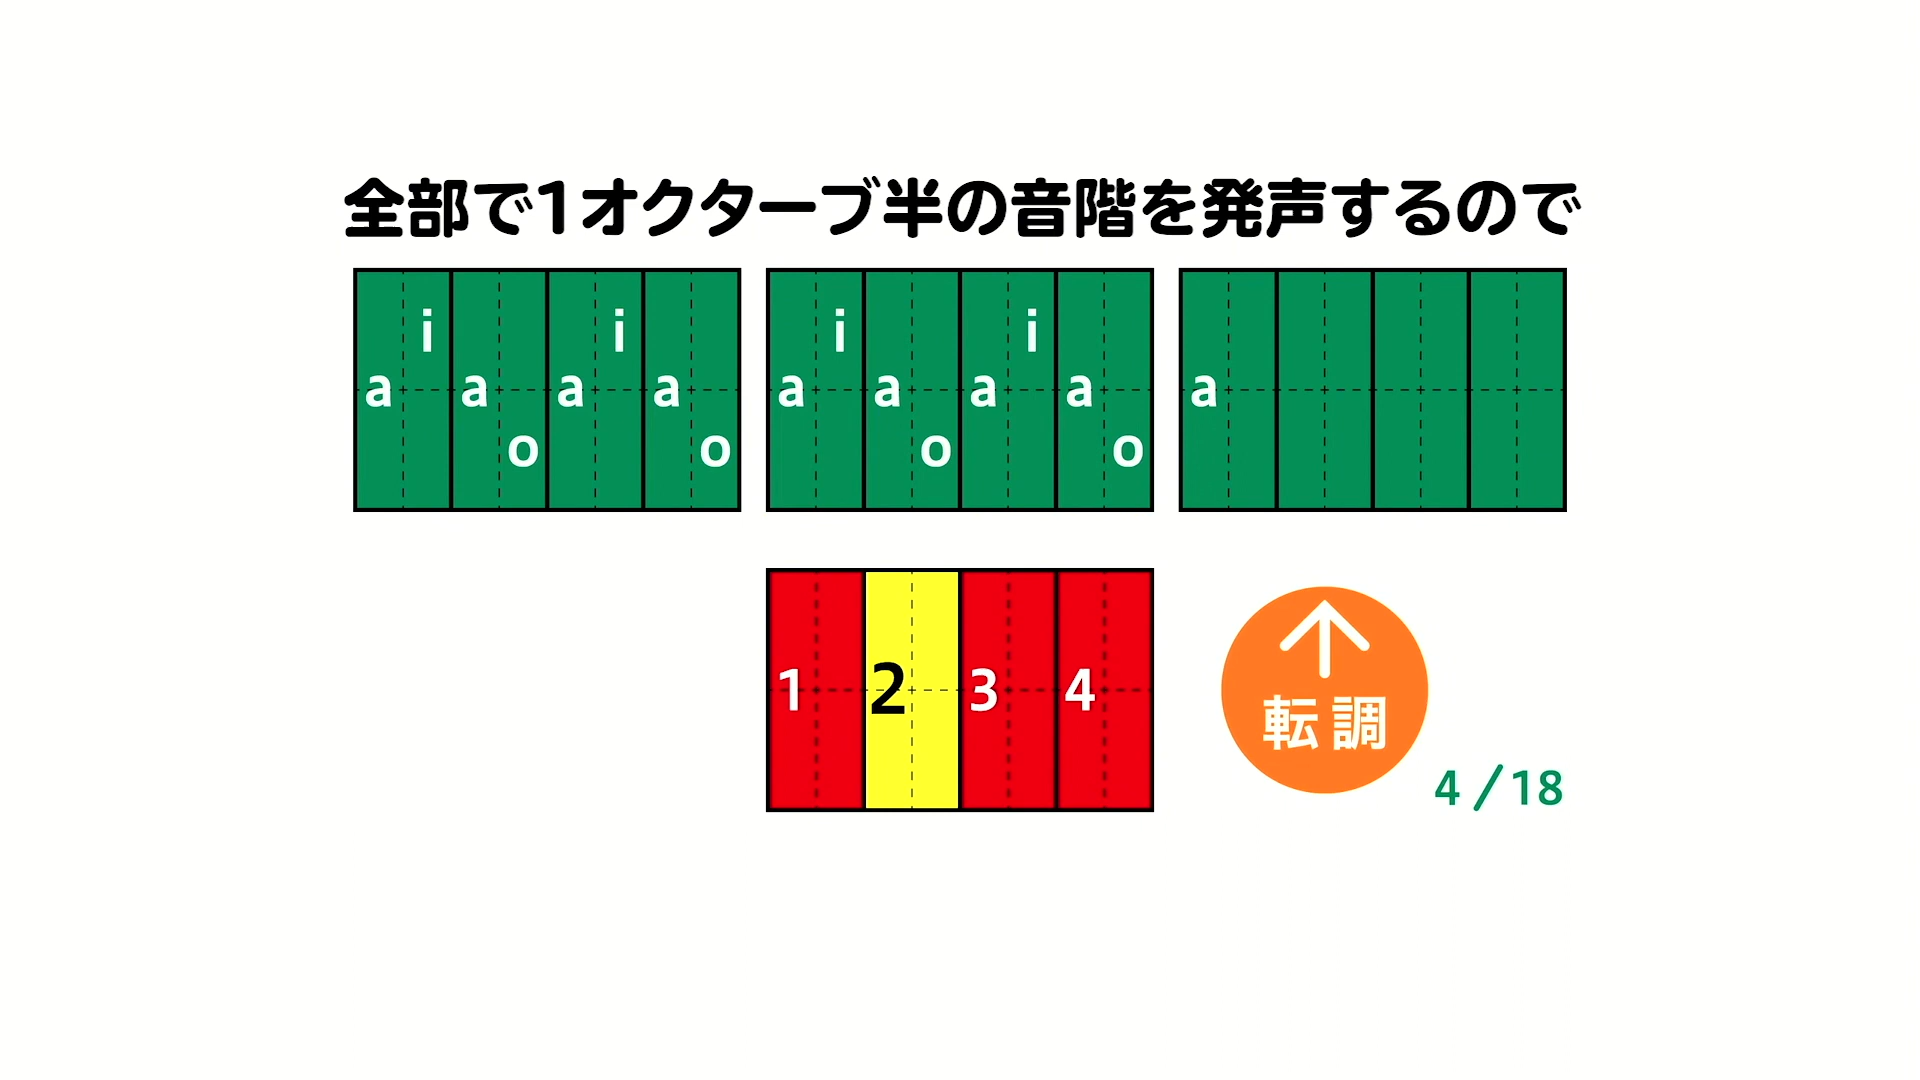 全部で1オクターブ半の音階を発声するので
i i i i
a a a a a a a a a
o o o o
1 2 3 4
転調
4/18